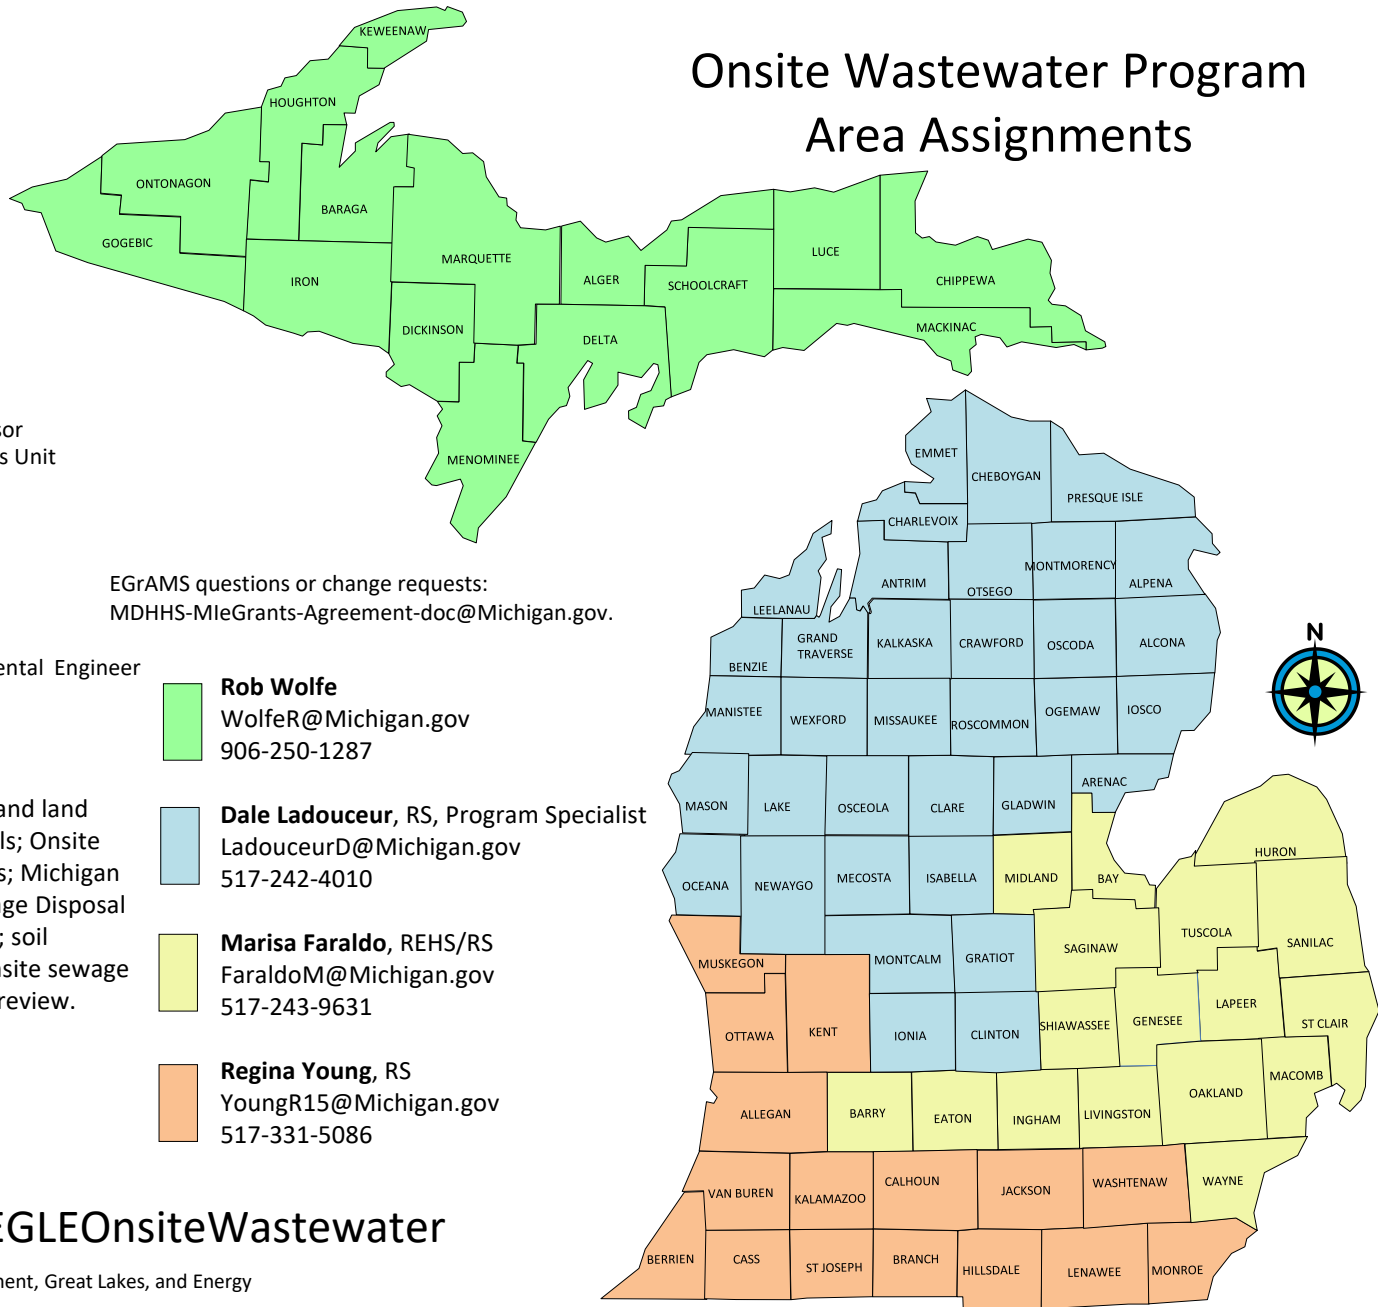 Onsite Wastewater Program
Area Assignments
KEWEENAW
HOUGHTON
ONTONAGON
BARAGA
GOGEBIC
IRON
MARQUETTE
DICKINSON
ALGER
DELTA
MENOMINEE
SCHOOLCRAFT
LUCE
CHIPPEWA
MACKINAC
sor
s Unit
EGrAMS questions or change requests:
MDHHS-MIeGrants-Agreement-doc@Michigan.gov.
ental Engineer
and land
ls; Onsite
s; Michigan
age Disposal
; soil
nsite sewage
review.
Rob Wolfe
WolfeR@Michigan.gov
906-250-1287
Dale Ladouceur, RS, Program Specialist
LadouceurD@Michigan.gov
517-242-4010
Marisa Faraldo, REHS/RS
FaraldoM@Michigan.gov
517-243-9631
Regina Young, RS
YoungR15@Michigan.gov
517-331-5086
EMMET
CHEBOYGAN
PRESQUE ISLE
CHARLEVOIX
ANTRIM
OTSEGO
MONTMORENCY
ALPENA
LEELANAU
BENZIE
GRAND
TRAVERSE
KALKASKA
CRAWFORD
OSCODA
ALCONA
MANISTEE
WEXFORD
MISSAUKEE
ROSCOMMON
OGEMAW
IOSCO
MASON
LAKE
OSCEOLA
CLARE
GLADWIN
ARENAC
OCEANA
NEWAYGO
MECOSTA
ISABELLA
MIDLAND
BAY
HURON
MUSKEGON
MONTCALM
GRATIOT
SAGINAW
TUSCOLA
SANILAC
OTTAWA
KENT
IONIA
CLINTON
SHIAWASSEE
GENESEE
LAPEER
ST CLAIR
ALLEGAN
BARRY
EATON
INGHAM
LIVINGSTON
OAKLAND
MACOMB
VAN BUREN
KALAMAZOO
CALHOUN
JACKSON
WASHTENAW
WAYNE
BERRIEN
CASS
ST JOSEPH
BRANCH
HILLSDALE
LENAWEE
MONROE
N
EGLEOnsiteWastewater
ment, Great Lakes, and Energy